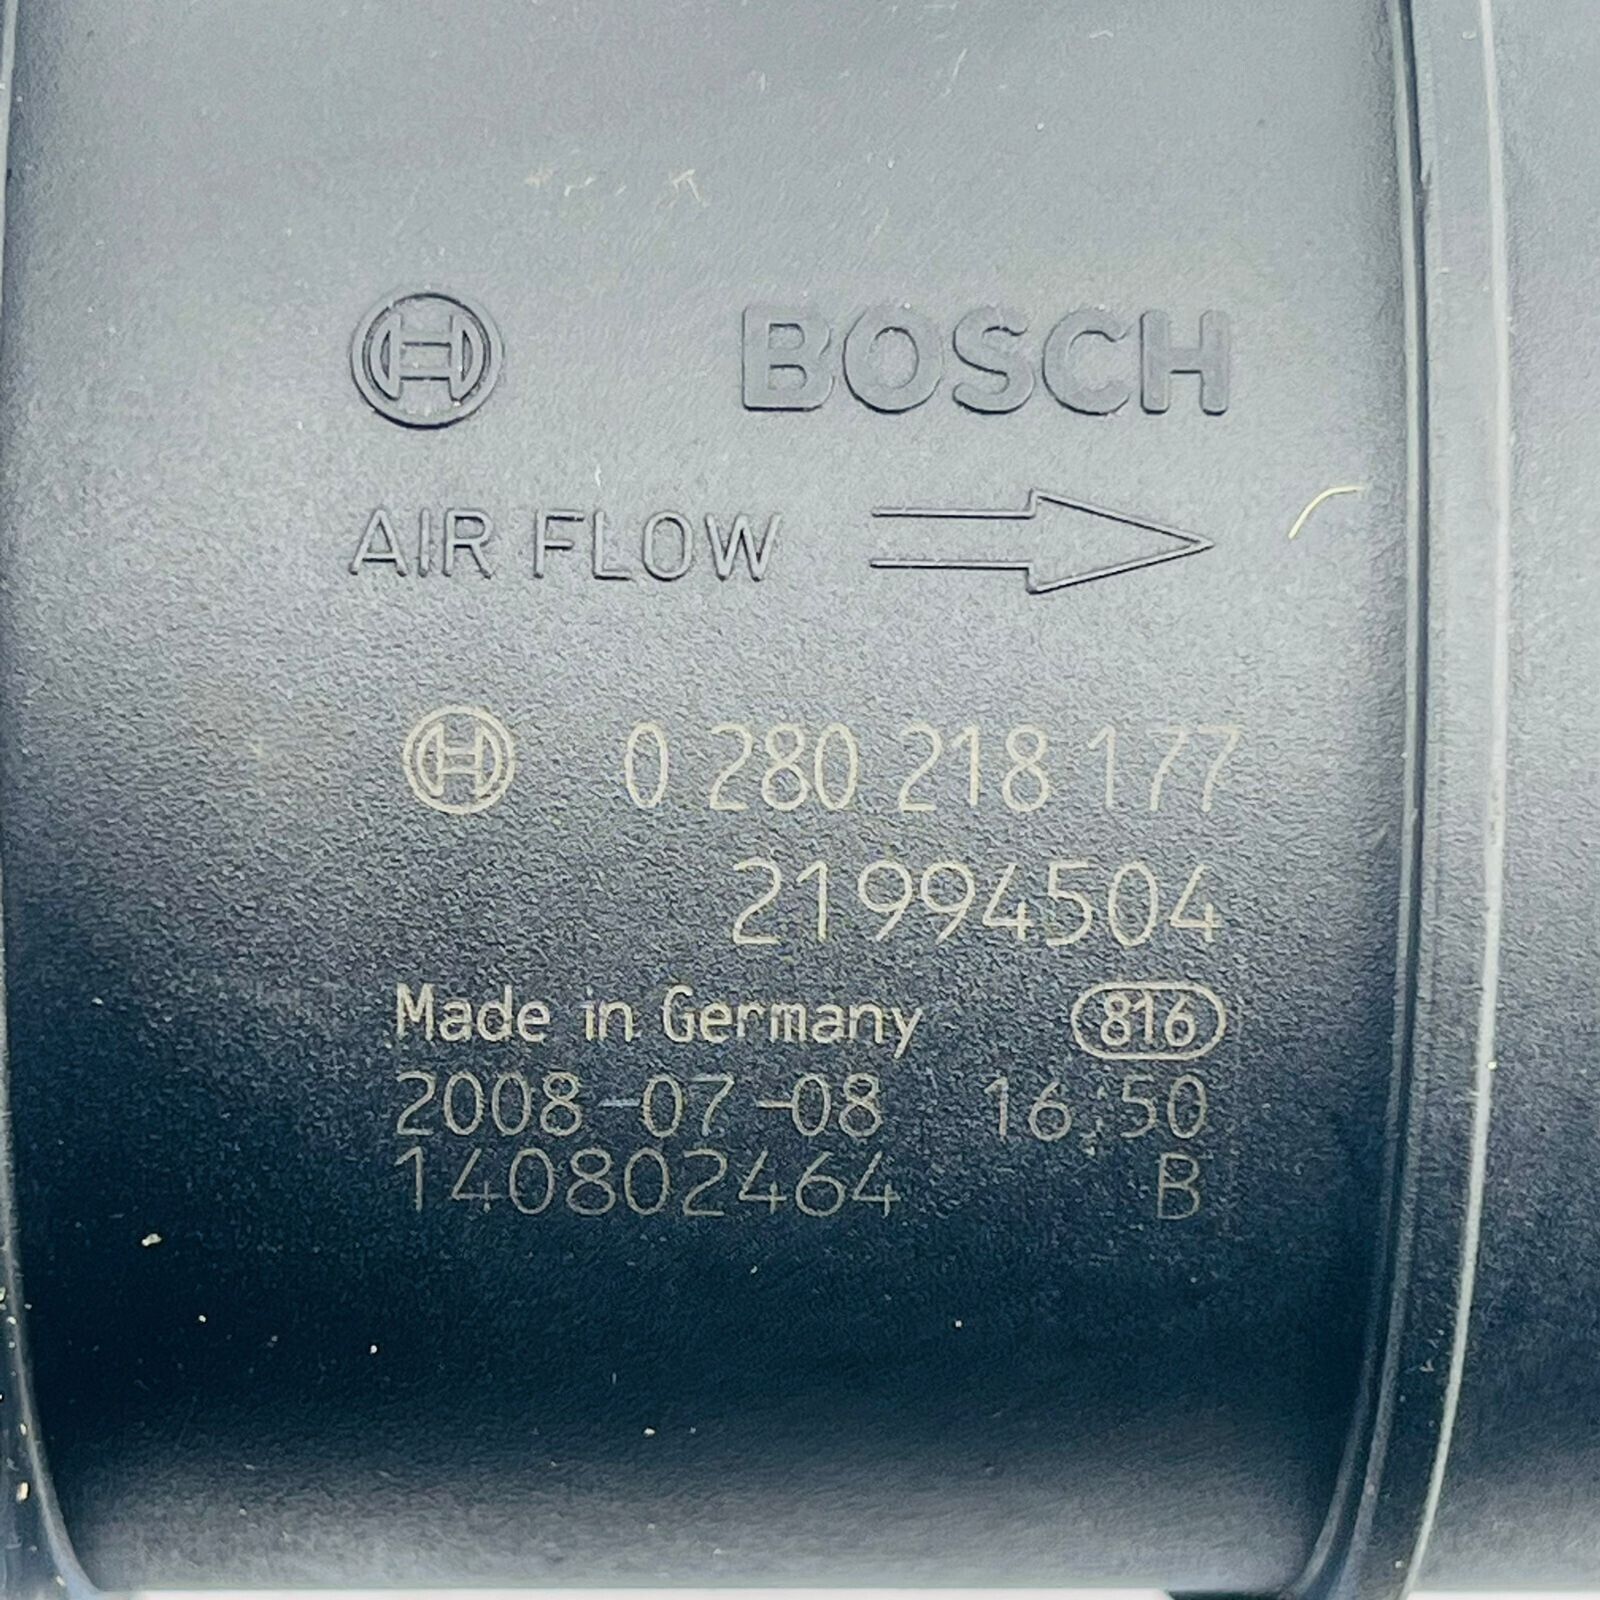 BOSCH
AIR FLOW
0 280 218 177
21994504
Made in Germany 816
2008-07-08 16:50
140802464 B